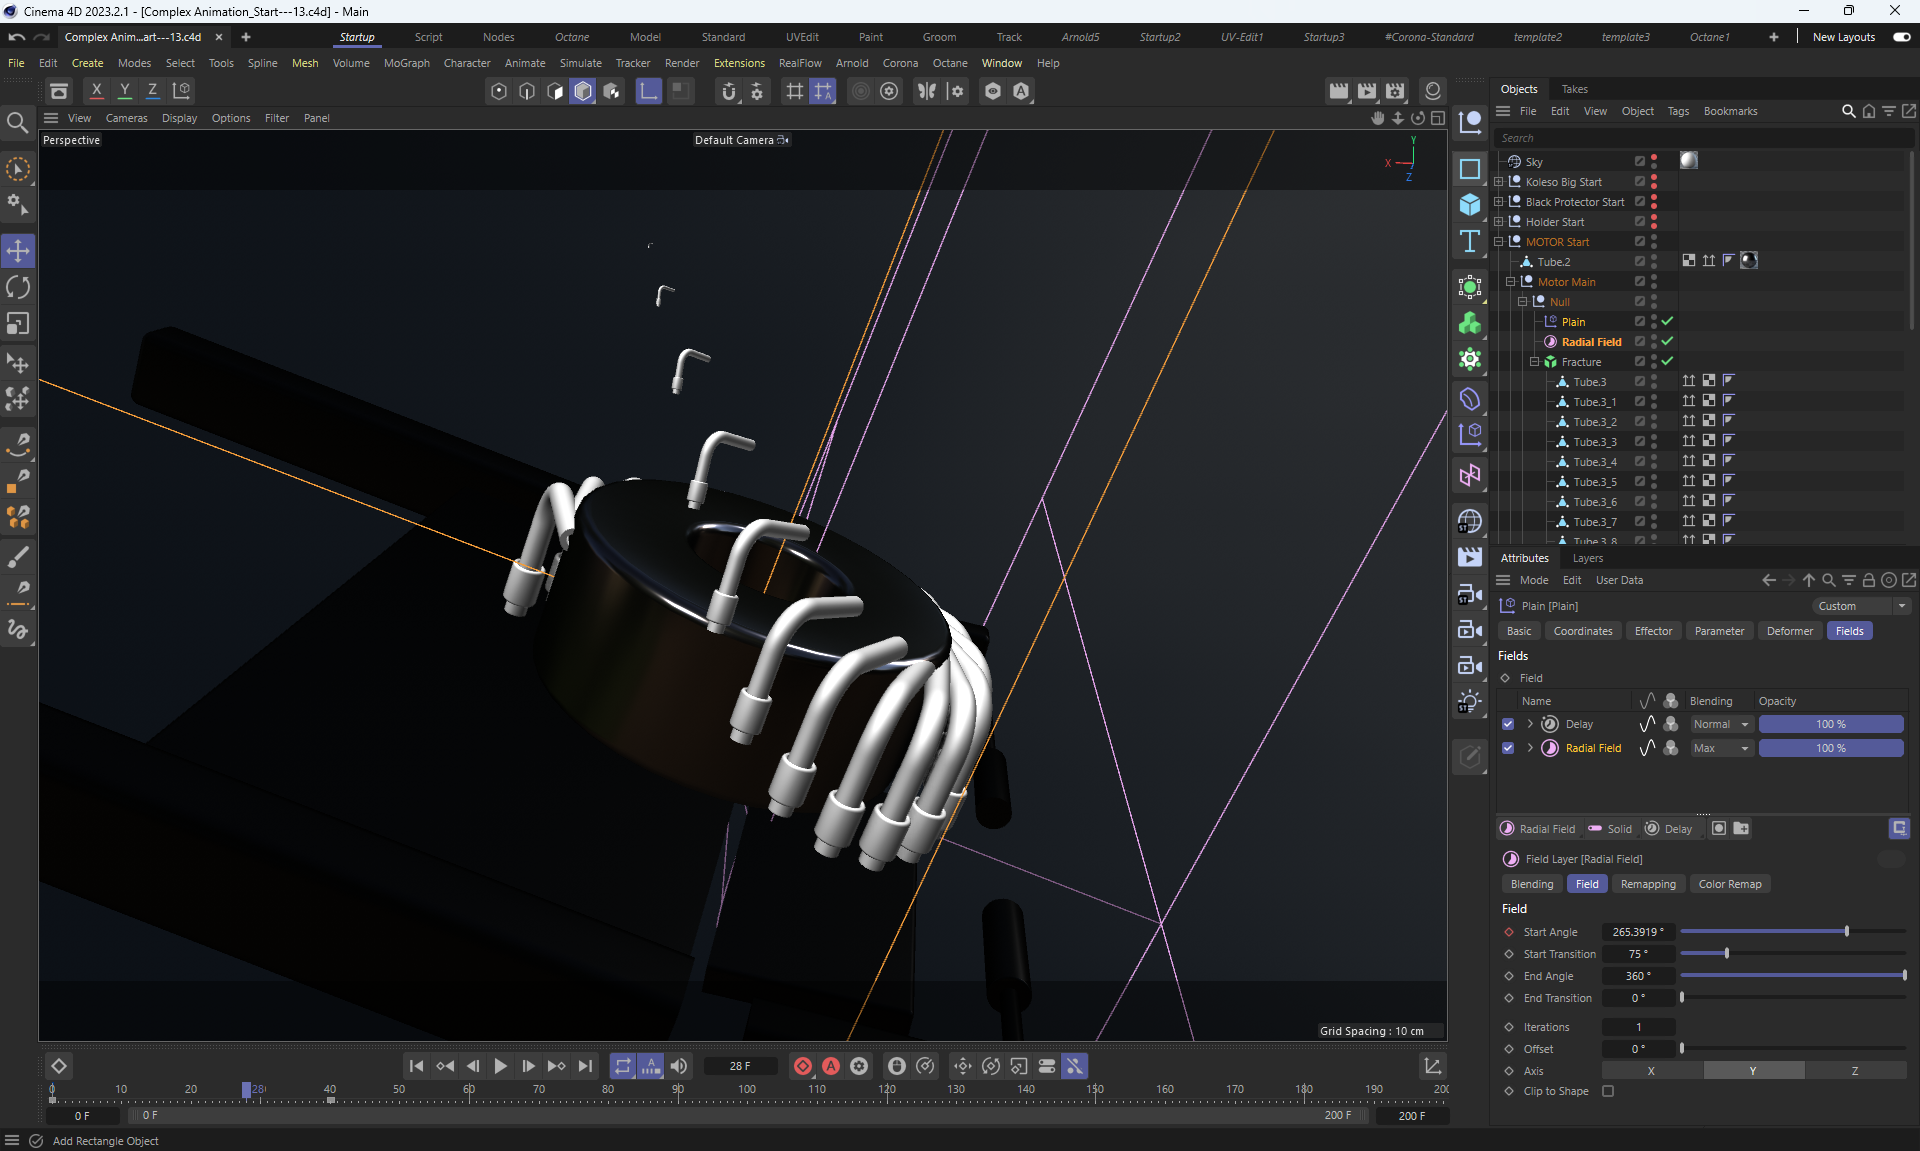 Cinema 4D 2023.2.1 - [Complex Animation_Start---13.c4d] - Main
Complex Anim...art---13.c4d
Startup Script Nodes Octane Model Standard UVEdit Paint Groom Track Arnold5 Startup2 UV-Edit1 Startup3 #Corona-Standard template2 template3 Octane1 New Layouts
File Edit Create Modes Select Tools Spline Mesh Volume MoGraph Character Animate Simulate Tracker Render Extensions RealFlow Arnold Corona Octane Window Help
X Y Z
View Cameras Display Options Filter Panel
Perspective
Default Camera
Y
X
Z
Grid Spacing : 10 cm
Objects Takes
File Edit View Object Tags Bookmarks
Search
Sky
Koleso Big Start
Black Protector Start
Holder Start
MOTOR Start
Tube.2
Motor Main
Null
Plain
Radial Field
Fracture
Tube.3
Tube.3_1
Tube.3_2
Tube.3_3
Tube.3_4
Tube.3_5
Tube.3_6
Tube.3_7
Tube.3_8
Attributes Layers
Mode Edit User Data
Plain [Plain]
Custom
Basic Coordinates Effector Parameter Deformer Fields
Fields
Field
Name Blending Opacity
Delay Normal 100 %
Radial Field Max 100 %
Radial Field Solid Delay
Field Layer [Radial Field]
Blending Field Remapping Color Remap
Field
Start Angle 265.3919 °
Start Transition 75 °
End Angle 360 °
End Transition 0 °
Iterations 1
Offset 0 °
Axis X Y Z
Clip to Shape
28 F
0 10 20 28 40 50 60 70 80 90 100 110 120 130 140 150 160 170 180 190 200
0 F 0 F 200 F 200 F
Add Rectangle Object